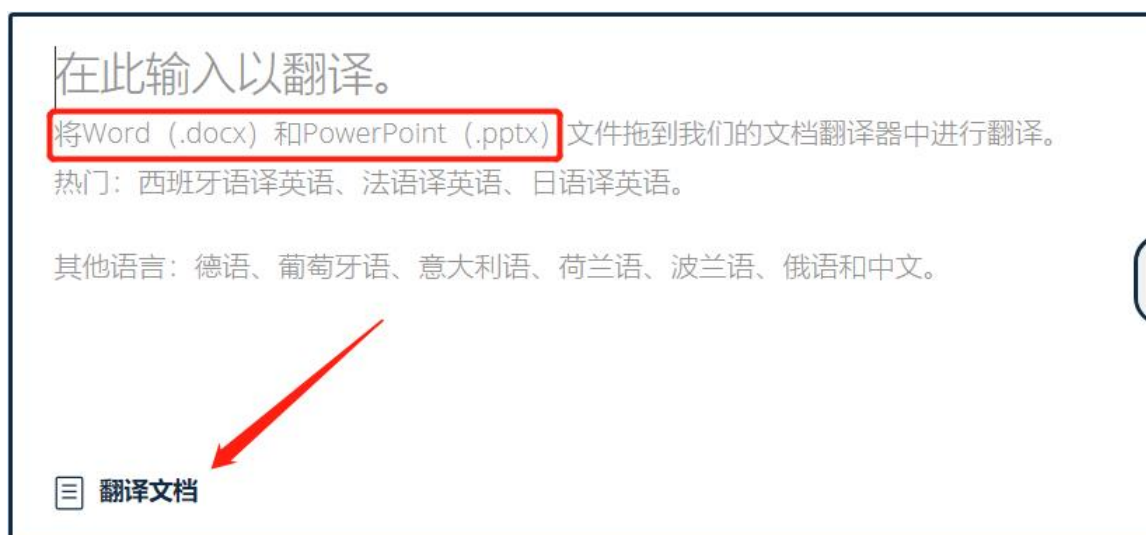 在此输入以翻译。
将Word（.docx）和PowerPoint（.pptx）文件拖到我们的文档翻译器中进行翻译。
热门：西班牙语译英语、法语译英语、日语译英语。
其他语言：德语、葡萄牙语、意大利语、荷兰语、波兰语、俄语和中文。
翻译文档